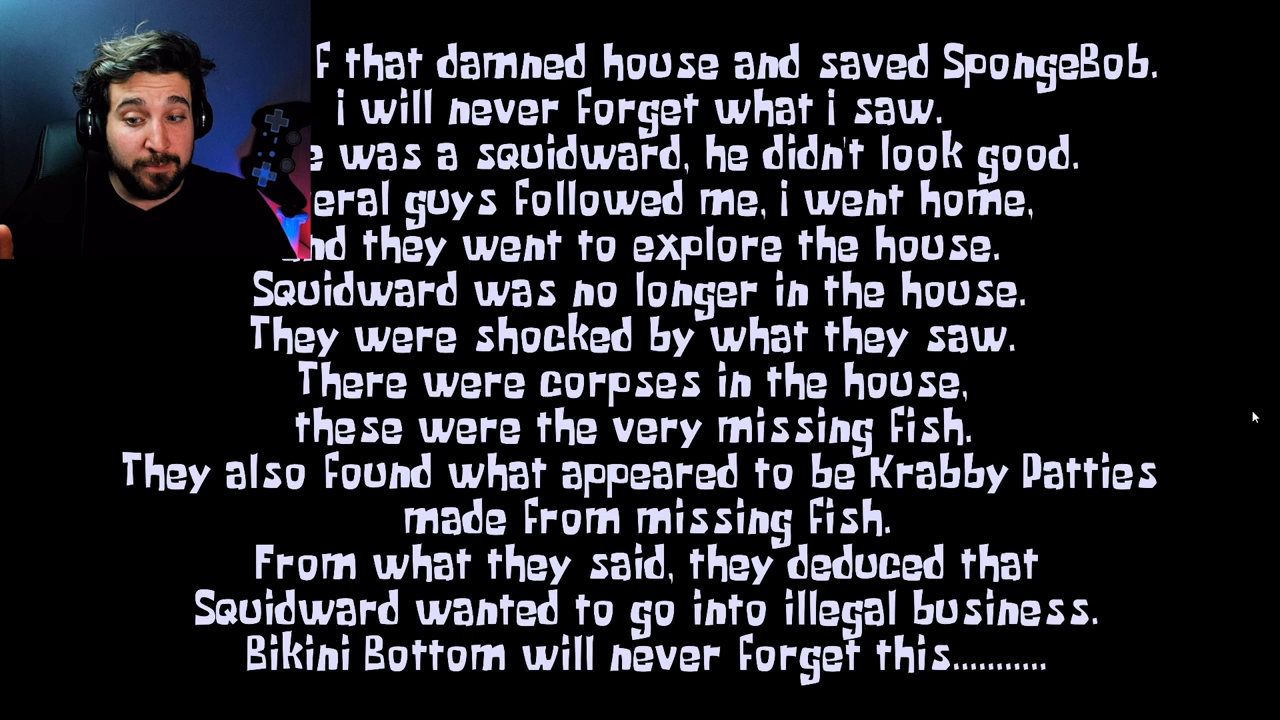 that damned house and saved SpongeBob.
i will never forget what i saw.
was a squidward, he didn't look good.
guys followed me, i went home,
and they went to explore the house.
Squidward was no longer in the house.
They were shocked by what they saw.
There were corpses in the house,
these were the very missing fish.
They also found what appeared to be Krabby Patties
made from missing fish.
From what they said, they deduced that
Squidward wanted to go into illegal business.
Bikini Bottom will never forget this...........